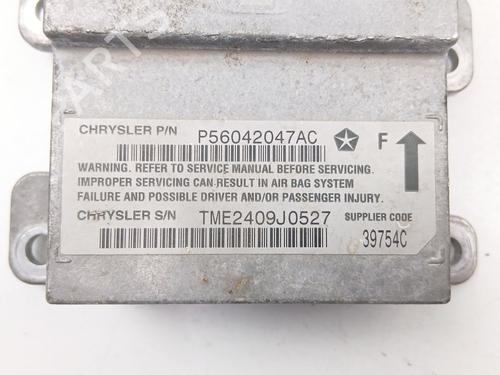 CHRYSLER P/N P56042047AC F
WARNING. REFER TO SERVICE MANUAL BEFORE SERVICING.
IMPROPER SERVICING CAN RESULT IN AIR BAG SYSTEM
FAILURE AND POSSIBLE DRIVER AND/OR PASSENGER INJURY.
CHRYSLER S/N TME2409J0527 SUPPLIER CODE
39754C